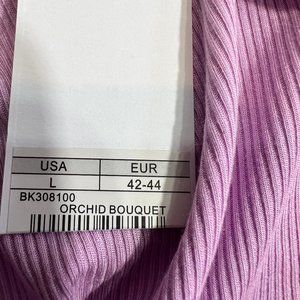 USA EUR
L 42-44
BK308100
ORCHID BOUQUET